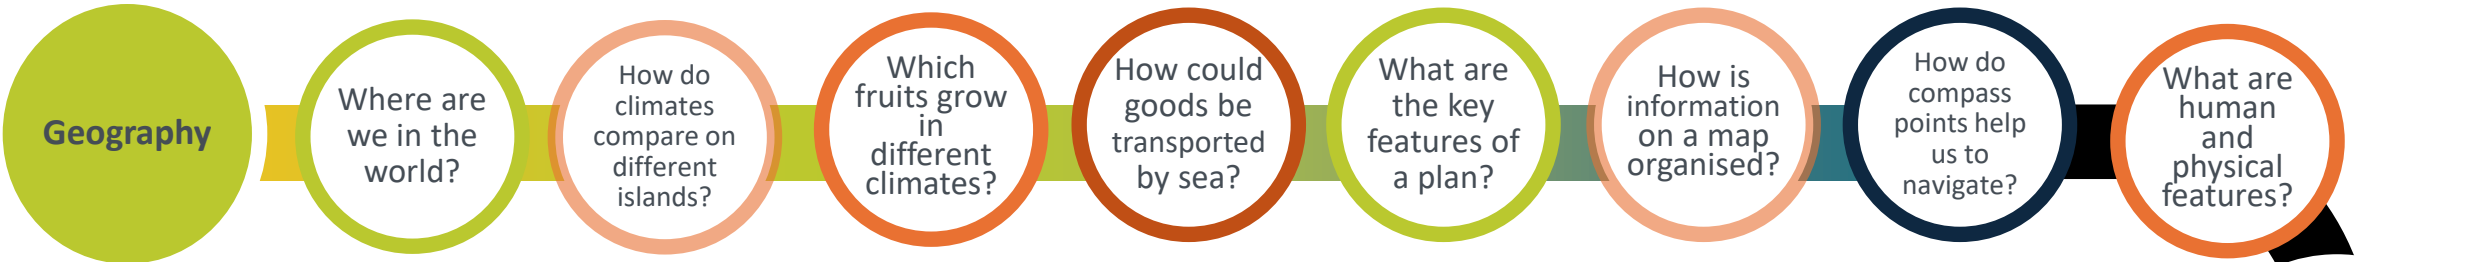 Geography
Where are
we in the
world?
How do
climates
compare on
different
islands?
Which
fruits grow
in
different
climates?
How could
goods be
transported
by sea?
What are
the key
features of
a plan?
How is
information
on a map
organised?
How do
compass
points help
us to
navigate?
What are
human
and
physical
features?